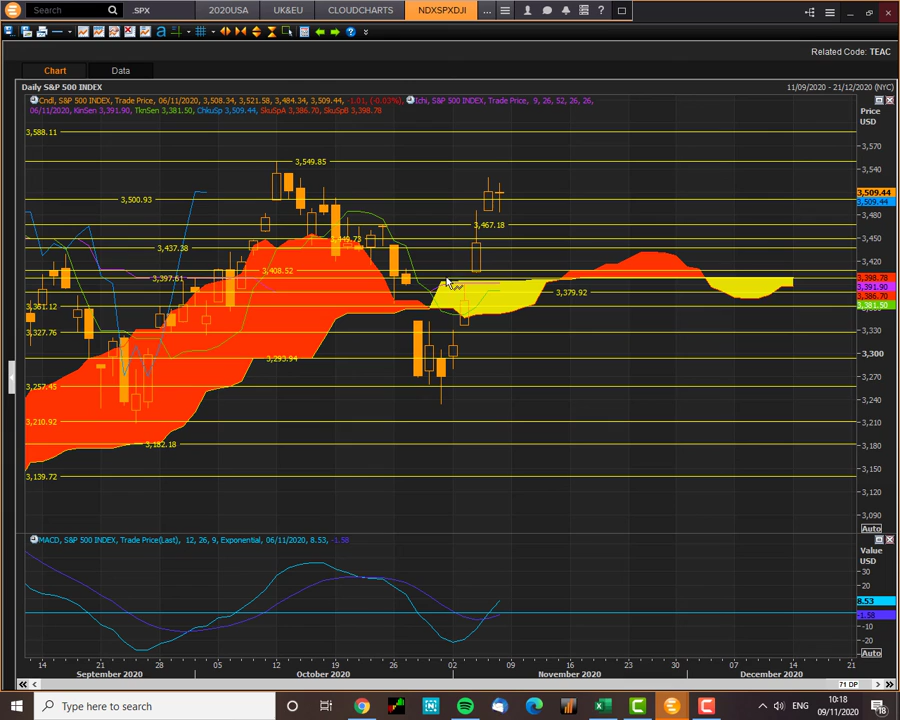 Search .SPX 2020USA UK&EU CLOUDCHARTS NDXSPXDJI ...
Related Code: TEAC
Chart Data
Daily S&P 500 INDEX 11/09/2020 - 21/12/2020 (NYC)
Cndl, S&P 500 INDEX, Trade Price, 06/11/2020, 3,508.34, 3,521.58, 3,484.34, 3,509.44, -1.01, (-0.03%) Ichi, S&P 500 INDEX, Trade Price, 9, 26, 52, 26, 26,
06/11/2020, KinSen 3,391.90, TknSen 3,381.50, ChkuSp 3,509.44, SkuSpA 3,386.70, SkuSpB 3,398.78
Price
USD
3,588.11
3,570
3,549.85
3,540
3,509.44
3,500.93
3,509.44
3,480
3,467.18
3,450
3,437.38
3,420
3,408.52
3,397.61
3,398.78
3,391.90
3,379.92
3,386.70
3,381.50
3,361.12
3,330
3,327.76
3,300
3,293.94
3,270
3,257.45
3,240
3,210.92
3,210
3,182.18
3,180
3,150
3,139.72
3,120
3,090
Auto
MACD, S&P 500 INDEX, Trade Price(Last), 12, 26, 9, Exponential, 06/11/2020, 8.53, -1.58
Value
USD
30
20
8.53
-1.58
-10
-20
Auto
14 21 28 05 12 19 26 02 09 16 23 30 07 14 21
September 2020 October 2020 November 2020 December 2020
71 DP
Type here to search
10:18
09/11/2020
18